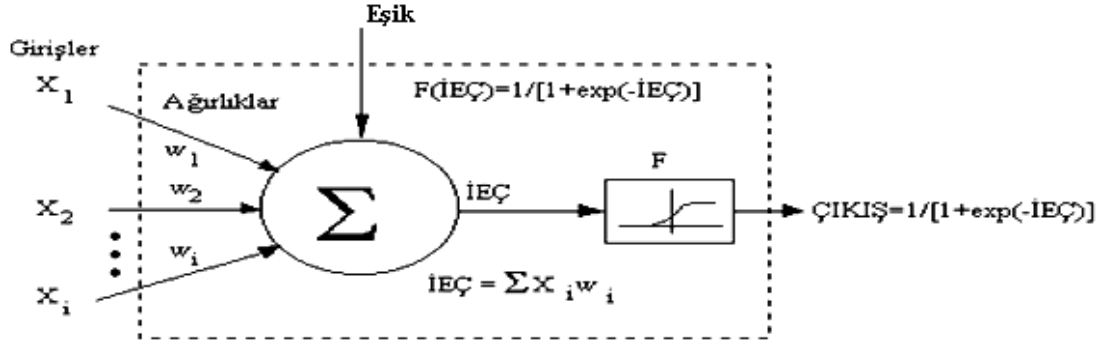 Eşik
Girişler
X1
Ağırlıklar
F(İEÇ)=1/[1+exp(-İEÇ)]
w1
F
X2
w2
Σ
İEÇ
ÇIKIŞ=1/[1+exp(-İEÇ)]
wi
Xi
İEÇ = ΣX i w i